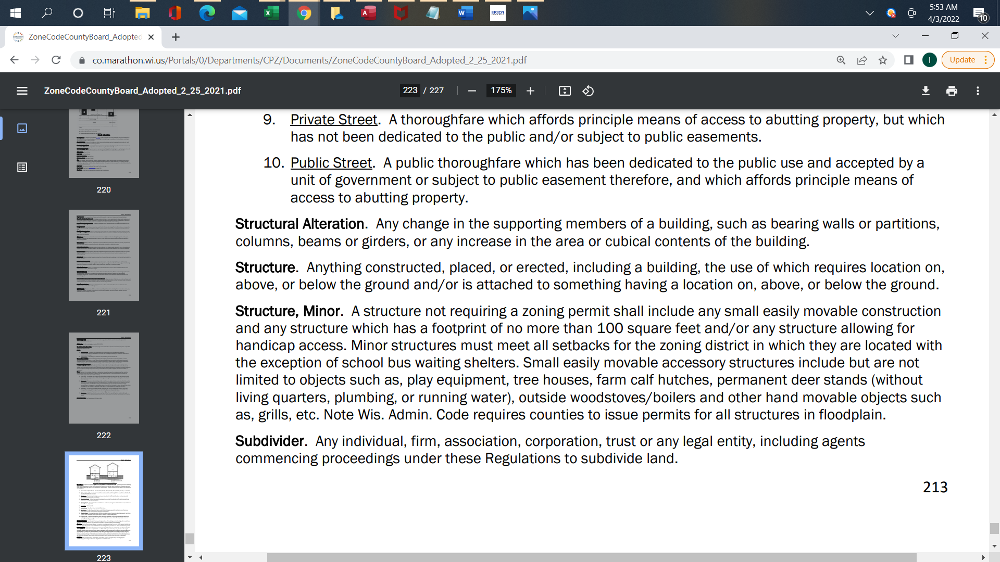 5:53 AM
4/3/2022
10
ZoneCodeCountyBoard_Adopted
co.marathon.wi.us/Portals/0/Departments/CPZ/Documents/ZoneCodeCountyBoard_Adopted_2_25_2021.pdf
I
Update
ZoneCodeCountyBoard_Adopted_2_25_2021.pdf
223 / 227
175%
220
221
222
223
9. Private Street. A thoroughfare which affords principle means of access to abutting property, but which
has not been dedicated to the public and/or subject to public easements.
10. Public Street. A public thoroughfare which has been dedicated to the public use and accepted by a
unit of government or subject to public easement therefore, and which affords principle means of
access to abutting property.
Structural Alteration. Any change in the supporting members of a building, such as bearing walls or partitions,
columns, beams or girders, or any increase in the area or cubical contents of the building.
Structure. Anything constructed, placed, or erected, including a building, the use of which requires location on,
above, or below the ground and/or is attached to something having a location on, above, or below the ground.
Structure, Minor. A structure not requiring a zoning permit shall include any small easily movable construction
and any structure which has a footprint of no more than 100 square feet and/or any structure allowing for
handicap access. Minor structures must meet all setbacks for the zoning district in which they are located with
the exception of school bus waiting shelters. Small easily movable accessory structures include but are not
limited to objects such as, play equipment, tree houses, farm calf hutches, permanent deer stands (without
living quarters, plumbing, or running water), outside woodstoves/boilers and other hand movable objects such
as, grills, etc. Note Wis. Admin. Code requires counties to issue permits for all structures in floodplain.
Subdivider. Any individual, firm, association, corporation, trust or any legal entity, including agents
commencing proceedings under these Regulations to subdivide land.
213